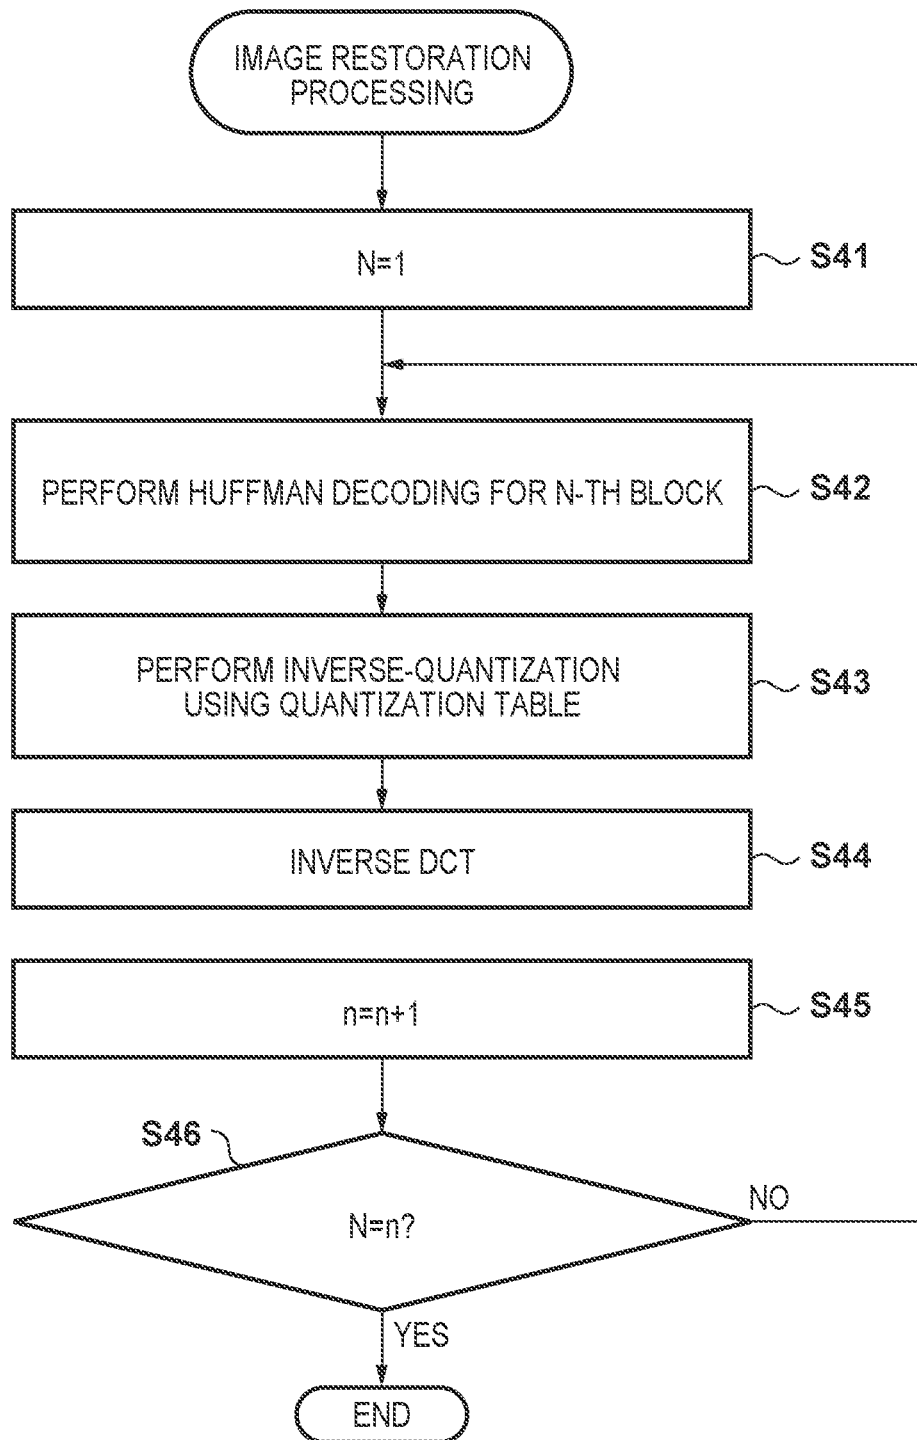 IMAGE RESTORATION
PROCESSING
N=1
S41
PERFORM HUFFMAN DECODING FOR N-TH BLOCK
S42
PERFORM INVERSE-QUANTIZATION
USING QUANTIZATION TABLE
S43
INVERSE DCT
S44
n=n+1
S45
S46
N=n?
NO
YES
END